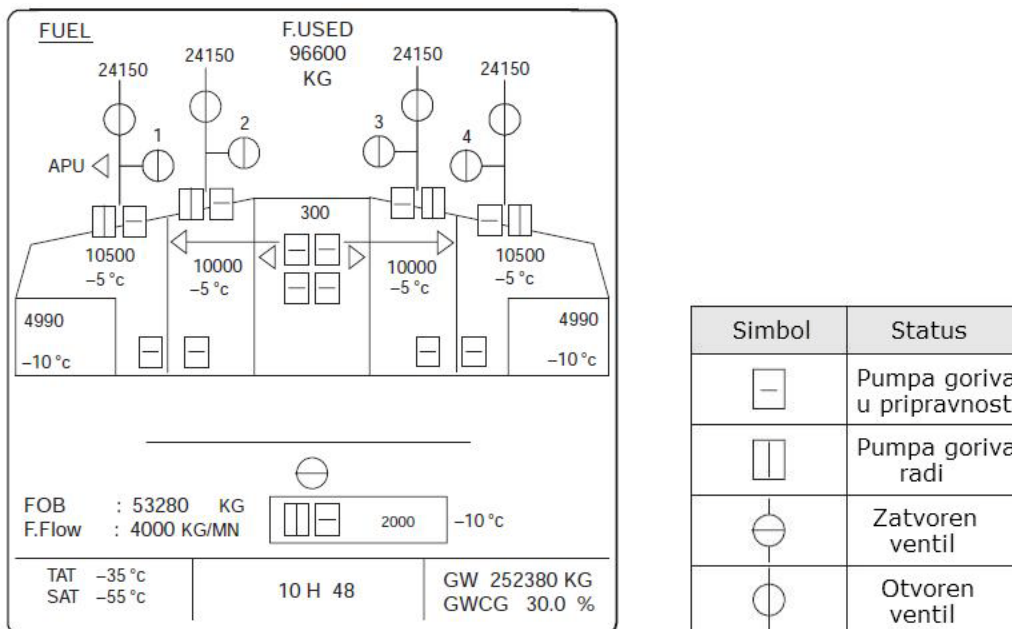 FUEL
F.USED
96600
KG
24150
24150
24150
24150
1
2
3
4
APU
300
10500
–5 °c
10000
–5 °c
10000
–5 °c
10500
–5 °c
4990
–10 °c
4990
–10 °c
FOB : 53280 KG
F.Flow : 4000 KG/MN
2000
–10 °c
TAT –35 °c
SAT –55 °c
10 H 48
GW 252380 KG
GWCG 30.0 %
Simbol Status
Pumpa goriva
u pripravnost
Pumpa goriva
radi
Zatvoren
ventil
Otvoren
ventil